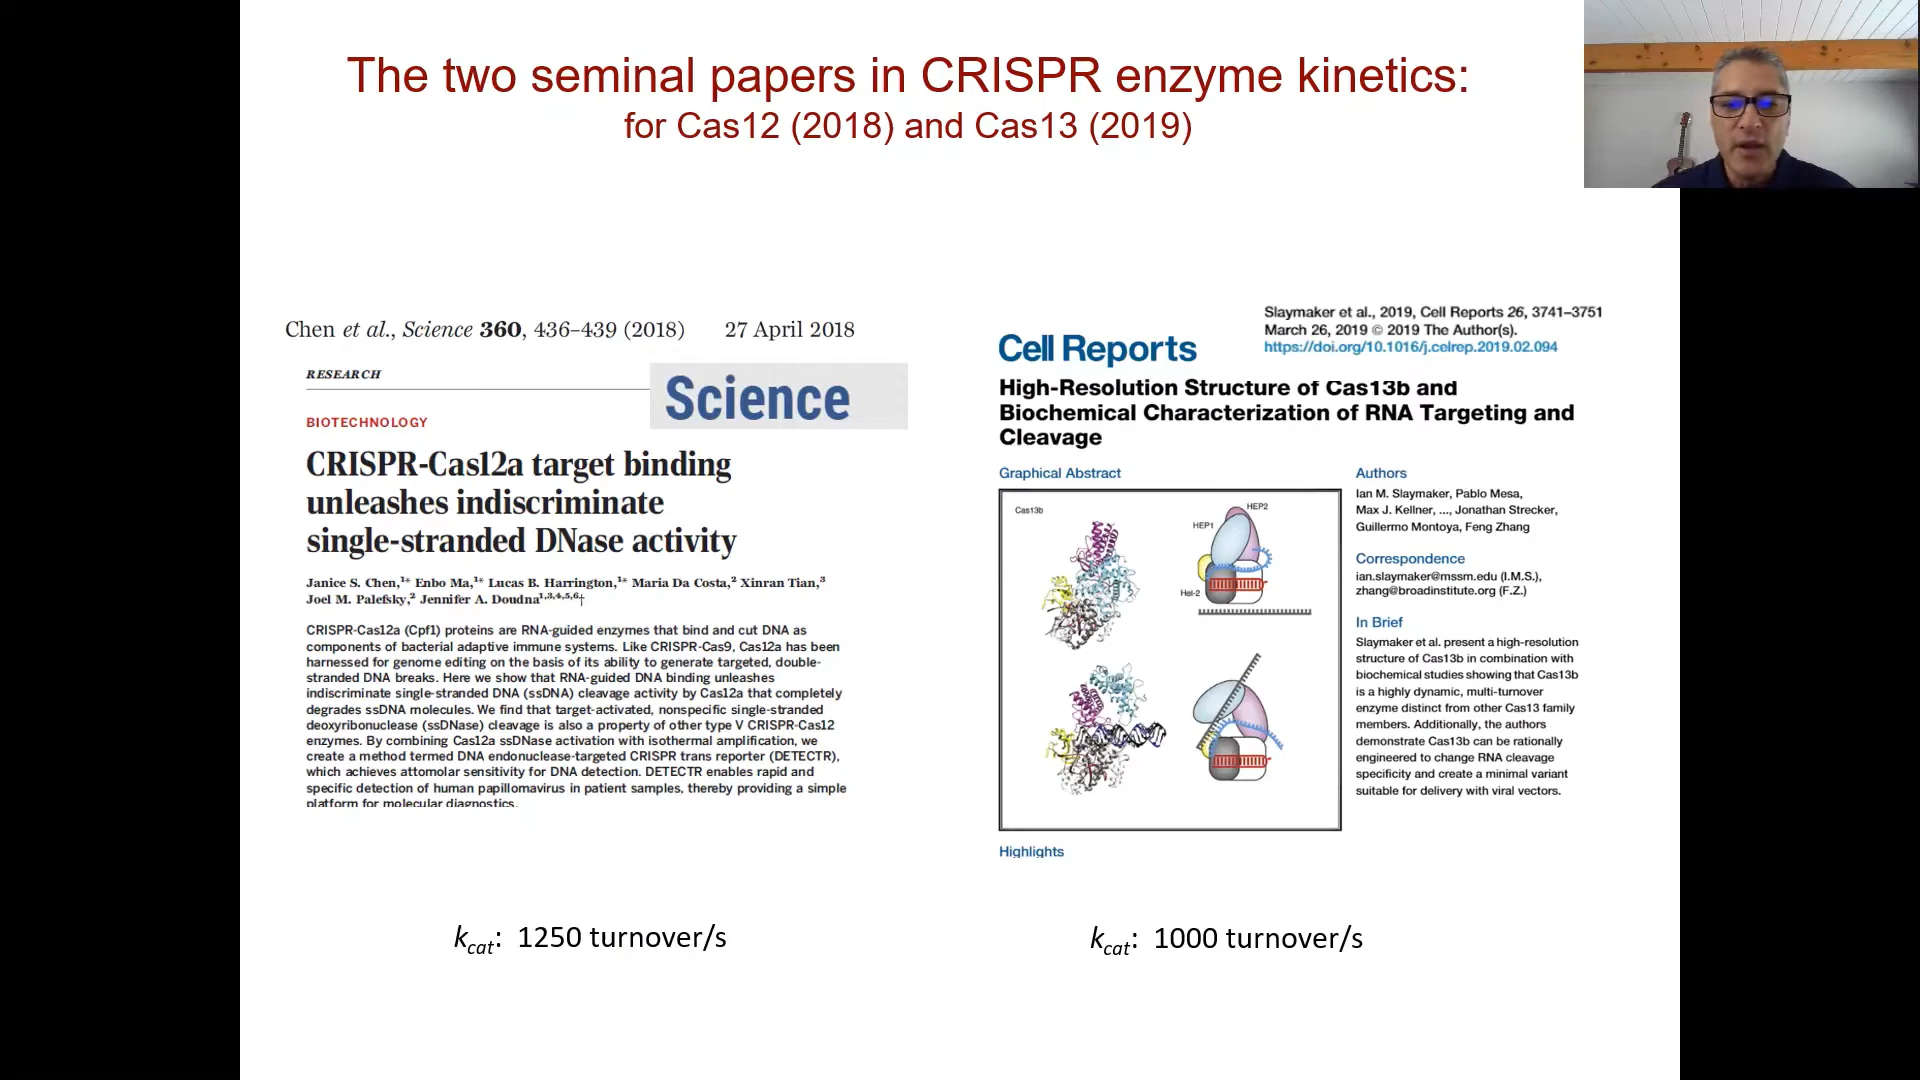 The two seminal papers in CRISPR enzyme kinetics:
for Cas12 (2018) and Cas13 (2019)
Chen et al., Science 360, 436–439 (2018) 27 April 2018
RESEARCH
Science
BIOTECHNOLOGY
CRISPR-Cas12a target binding
unleashes indiscriminate
single-stranded DNase activity
Janice S. Chen,1* Enbo Ma,1* Lucas B. Harrington,1* Maria Da Costa,2 Xinran Tian,3
Joel M. Palefsky,2 Jennifer A. Doudna1,3,4,5,6†
CRISPR-Cas12a (Cpf1) proteins are RNA-guided enzymes that bind and cut DNA as
components of bacterial adaptive immune systems. Like CRISPR-Cas9, Cas12a has been
harnessed for genome editing on the basis of its ability to generate targeted, double-
stranded DNA breaks. Here we show that RNA-guided DNA binding unleashes
indiscriminate single-stranded DNA (ssDNA) cleavage activity by Cas12a that completely
degrades ssDNA molecules. We find that target-activated, nonspecific single-stranded
deoxyribonuclease (ssDNase) cleavage is also a property of other type V CRISPR-Cas12
enzymes. By combining Cas12a ssDNase activation with isothermal amplification, we
create a method termed DNA endonuclease-targeted CRISPR trans reporter (DETECTR),
which achieves attomolar sensitivity for DNA detection. DETECTR enables rapid and
specific detection of human papillomavirus in patient samples, thereby providing a simple
platform for molecular diagnostics.
kcat: 1250 turnover/s
Slaymaker et al., 2019, Cell Reports 26, 3741–3751
March 26, 2019 © 2019 The Author(s).
https://doi.org/10.1016/j.celrep.2019.02.094
Cell Reports
High-Resolution Structure of Cas13b and
Biochemical Characterization of RNA Targeting and
Cleavage
Graphical Abstract
Cas13b
HEP1
HEP2
Hel-2
Authors
Ian M. Slaymaker, Pablo Mesa,
Max J. Kellner, ..., Jonathan Strecker,
Guillermo Montoya, Feng Zhang
Correspondence
ian.slaymaker@mssm.edu (I.M.S.),
zhang@broadinstitute.org (F.Z.)
In Brief
Slaymaker et al. present a high-resolution
structure of Cas13b in combination with
biochemical studies showing that Cas13b
is a highly dynamic, multi-turnover
enzyme distinct from other Cas13 family
members. Additionally, the authors
demonstrate Cas13b can be rationally
engineered to change RNA cleavage
specificity and create a minimal variant
suitable for delivery with viral vectors.
Highlights
kcat: 1000 turnover/s